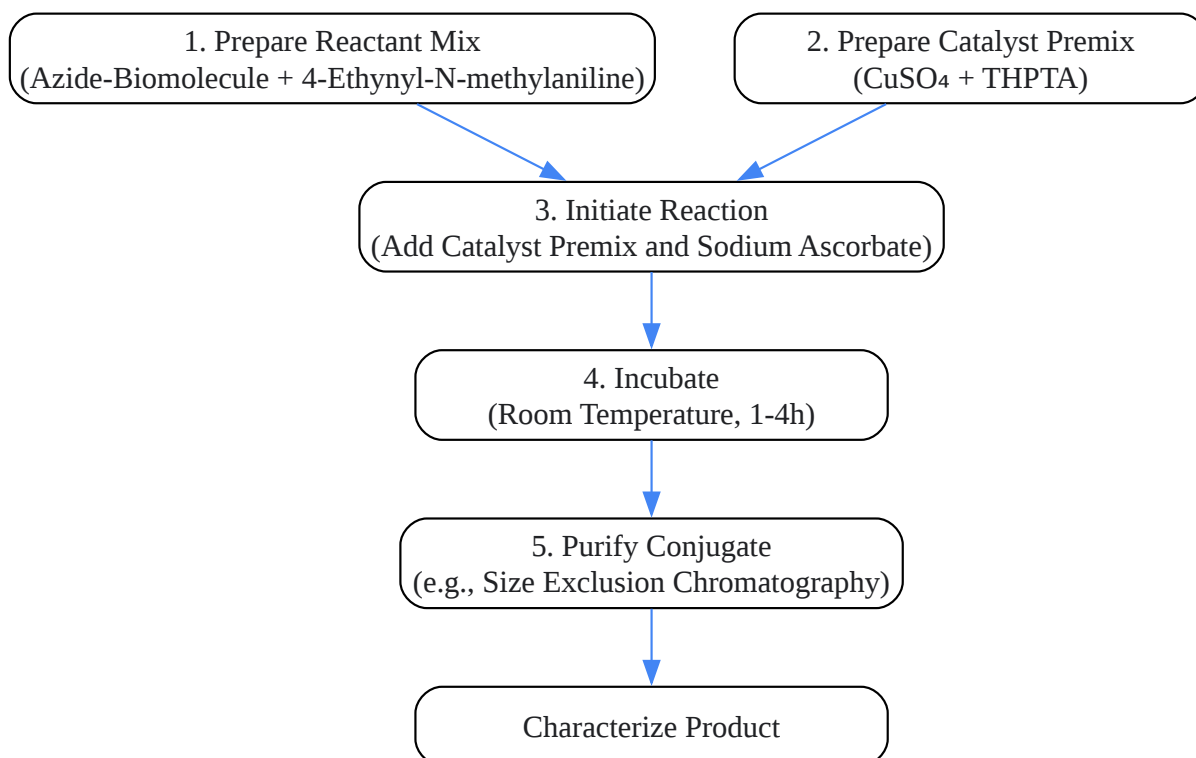 1. Prepare Reactant Mix
(Azide-Biomolecule + 4-Ethynyl-N-methylaniline)
2. Prepare Catalyst Premix
(CuSO₄ + THPTA)
3. Initiate Reaction
(Add Catalyst Premix and Sodium Ascorbate)
4. Incubate
(Room Temperature, 1-4h)
5. Purify Conjugate
(e.g., Size Exclusion Chromatography)
Characterize Product